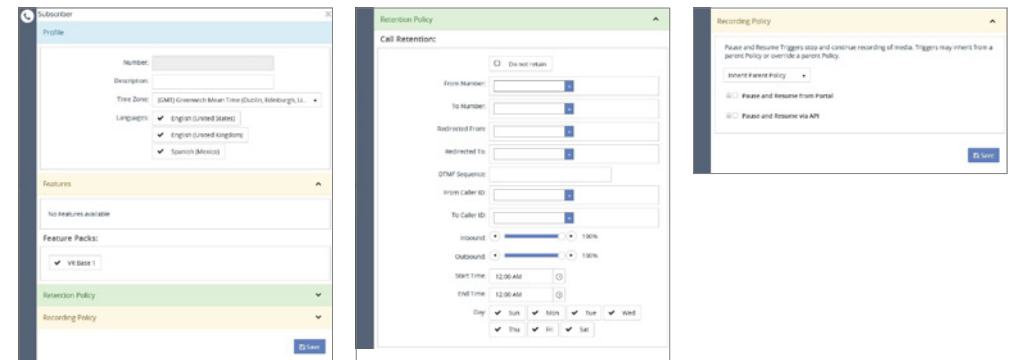 Subscriber
Profile
Number:
Description:
Time Zone: (GMT) Greenwich Mean Time (Dublin, Edinburgh, Li...
Languages: English (United States)
English (United Kingdom)
Spanish (Mexico)
Features
No features available
Feature Packs:
VR Base 1
Retention Policy
Recording Policy
Save
Retention Policy
Call Retention:
Do not retain
From Number:
To Number:
Redirected From:
Redirected To:
DTMF Sequence:
From Caller ID:
To Caller ID:
Inbound: 100%
Outbound: 100%
Start Time: 12:00 AM
End Time: 12:00 AM
Day: Sun Mon Tue Wed
Thu Fri Sat
Recording Policy
Pause and Resume Triggers stop and continue recording of media. Triggers may inherit from a
parent Policy or override a parent Policy.
Inherit Parent Policy
Pause and Resume from Portal
Pause and Resume via API
Save